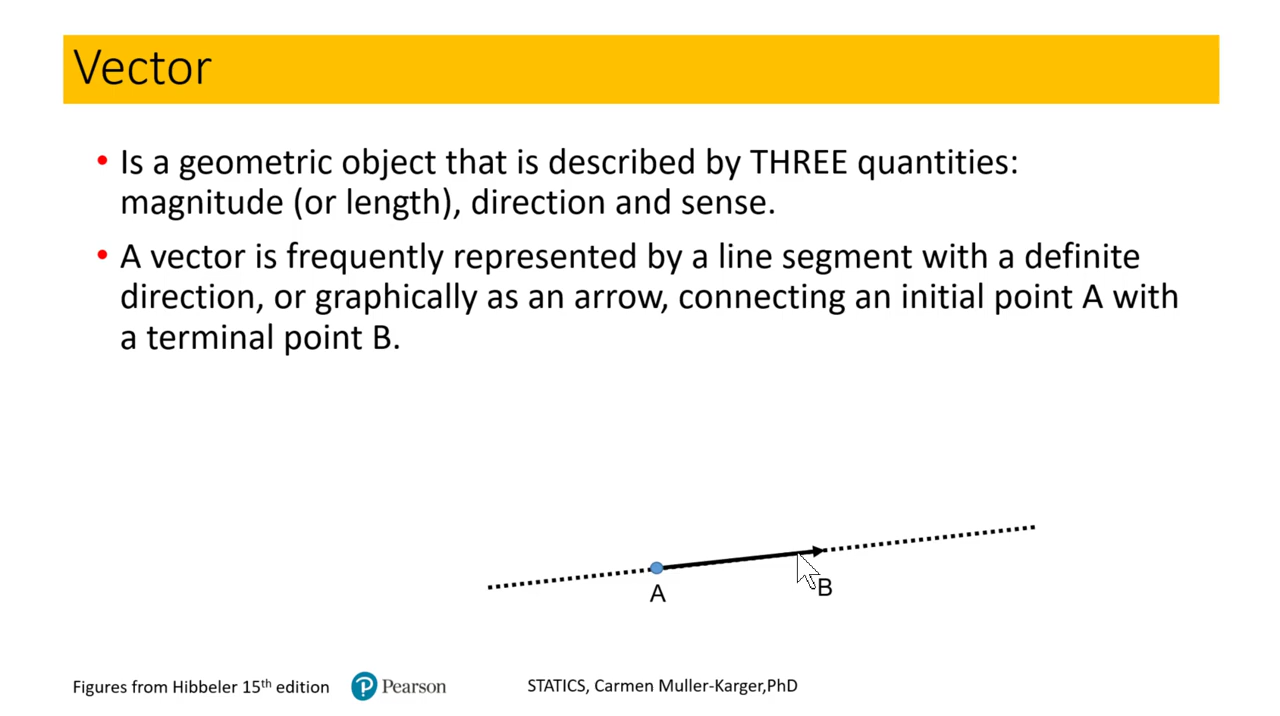 Vector
• Is a geometric object that is described by THREE quantities:
magnitude (or length), direction and sense.
• A vector is frequently represented by a line segment with a definite
direction, or graphically as an arrow, connecting an initial point A with
a terminal point B.
A
B
Figures from Hibbeler 15th edition
P Pearson
STATICS, Carmen Muller-Karger,PhD